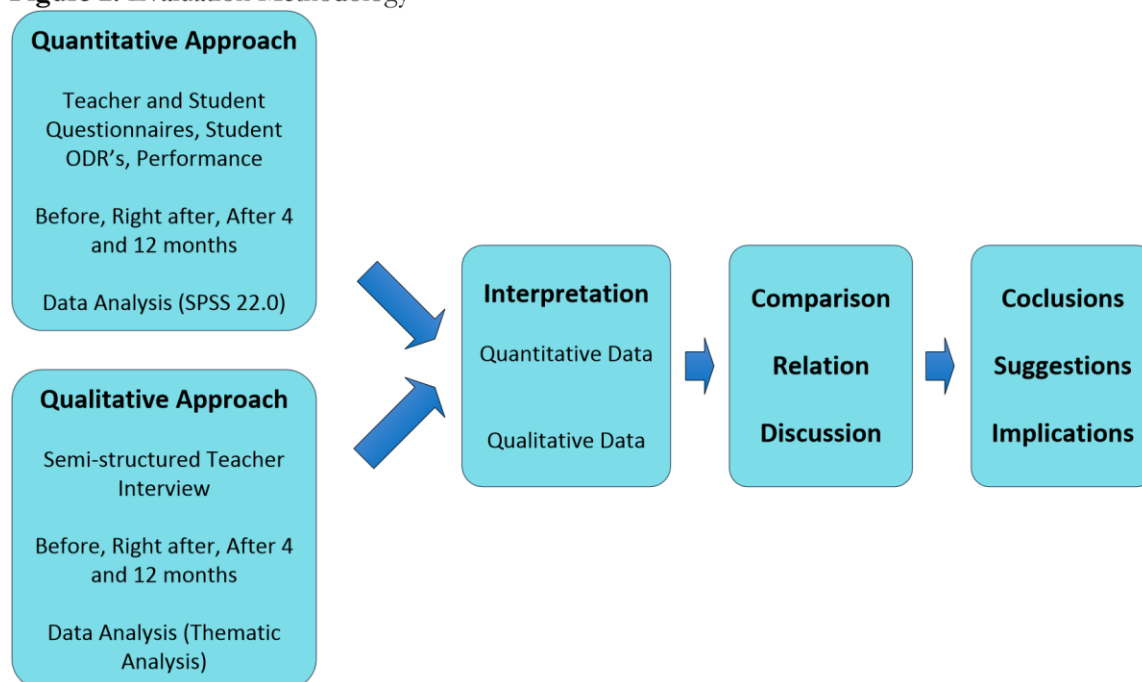 Quantitative Approach
Teacher and Student
Questionnaires, Student
ODR's, Performance
Before, Right after, After 4
and 12 months
Data Analysis (SPSS 22.0)
Qualitative Approach
Semi-structured Teacher
Interview
Before, Right after, After 4
and 12 months
Data Analysis (Thematic
Analysis)
Interpretation
Quantitative Data
Qualitative Data
Comparison
Relation
Discussion
Coclusions
Suggestions
Implications